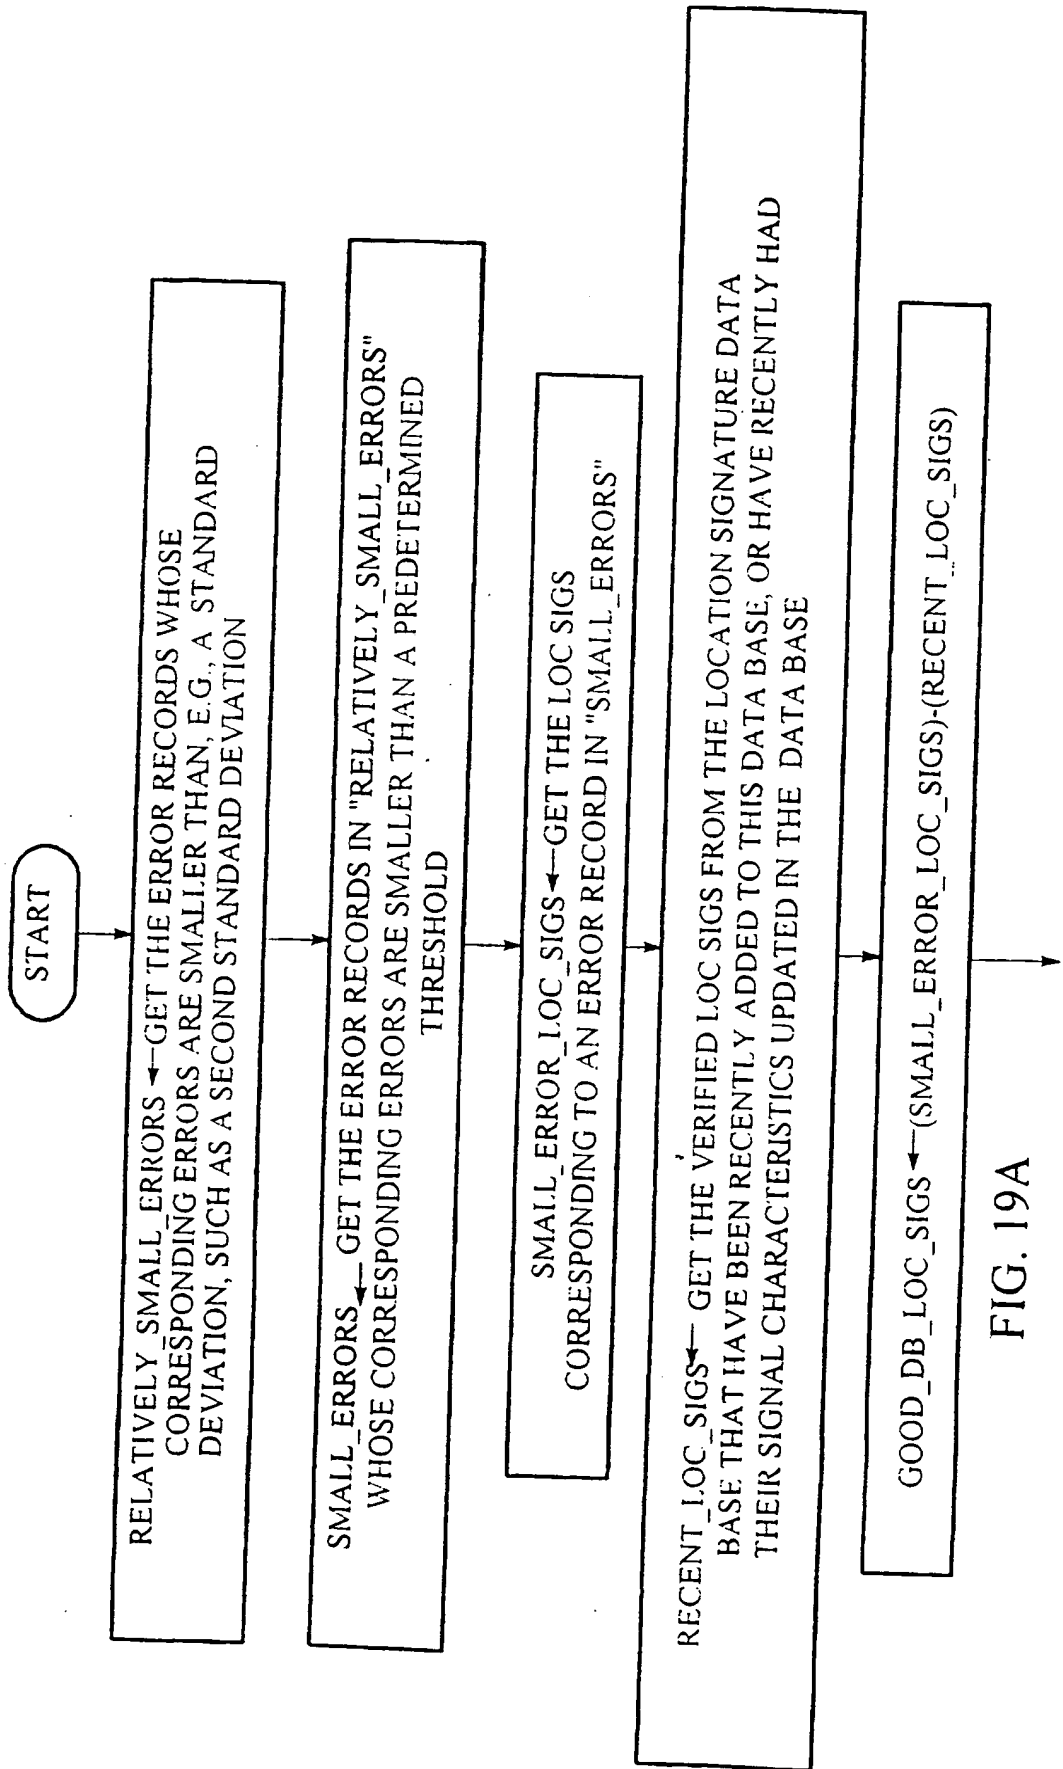 START
RELATIVELY_SMALL_ERRORS ← GET THE ERROR RECORDS WHOSE
CORRESPONDING ERRORS ARE SMALLER THAN, E.G., A STANDARD
DEVIATION, SUCH AS A SECOND STANDARD DEVIATION
SMALL_ERRORS ← GET THE ERROR RECORDS IN "RELATIVELY_SMALL_ERRORS"
WHOSE CORRESPONDING ERRORS ARE SMALLER THAN A PREDETERMINED
THRESHOLD
SMALL_ERROR_LOC_SIGS ← GET THE LOC SIGS
CORRESPONDING TO AN ERROR RECORD IN "SMALL_ERRORS"
RECENT_LOC_SIGS ← GET THE VERIFIED LOC SIGS FROM THE LOCATION SIGNATURE DATA
BASE THAT HAVE BEEN RECENTLY ADDED TO THIS DATA BASE, OR HAVE RECENTLY HAD
THEIR SIGNAL CHARACTERISTICS UPDATED IN THE DATA BASE
GOOD_DB_LOC_SIGS ← (SMALL_ERROR_LOC_SIGS)-(RECENT_LOC_SIGS)
FIG. 19A